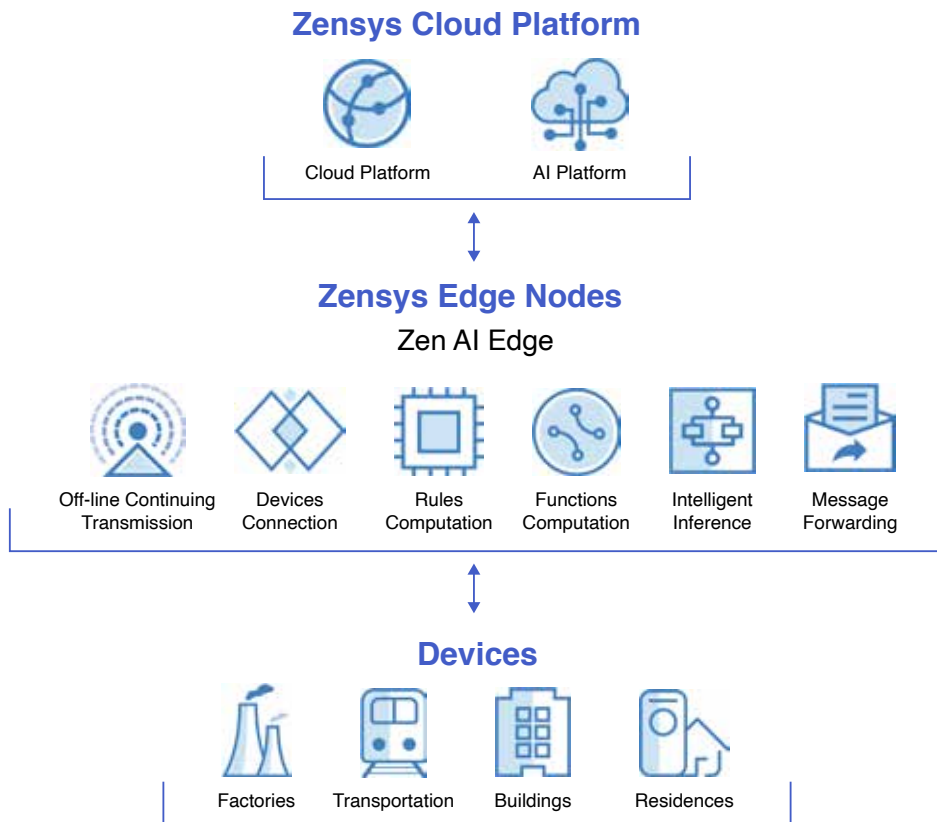 Zensys Cloud Platform
Cloud Platform
AI Platform
Zensys Edge Nodes
Zen AI Edge
Off-line Continuing
Transmission
Devices
Connection
Rules
Computation
Functions
Computation
Intelligent
Inference
Message
Forwarding
Devices
Factories
Transportation
Buildings
Residences